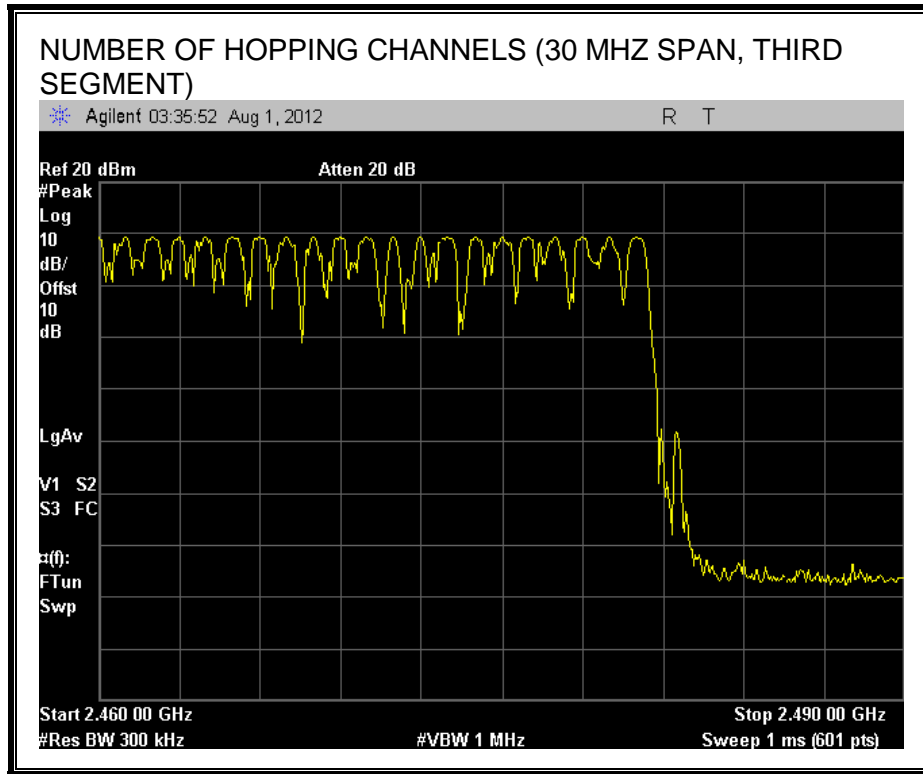 NUMBER OF HOPPING CHANNELS (30 MHZ SPAN, THIRD
SEGMENT)
Agilent 03:35:52 Aug 1, 2012 R T
Ref 20 dBm Atten 20 dB
#Peak
Log
10
dB/
Offst
10
dB
LgAv
V1 S2
S3 FC
¤(f):
FTun
Swp
Start 2.460 00 GHz Stop 2.490 00 GHz
#Res BW 300 kHz #VBW 1 MHz Sweep 1 ms (601 pts)